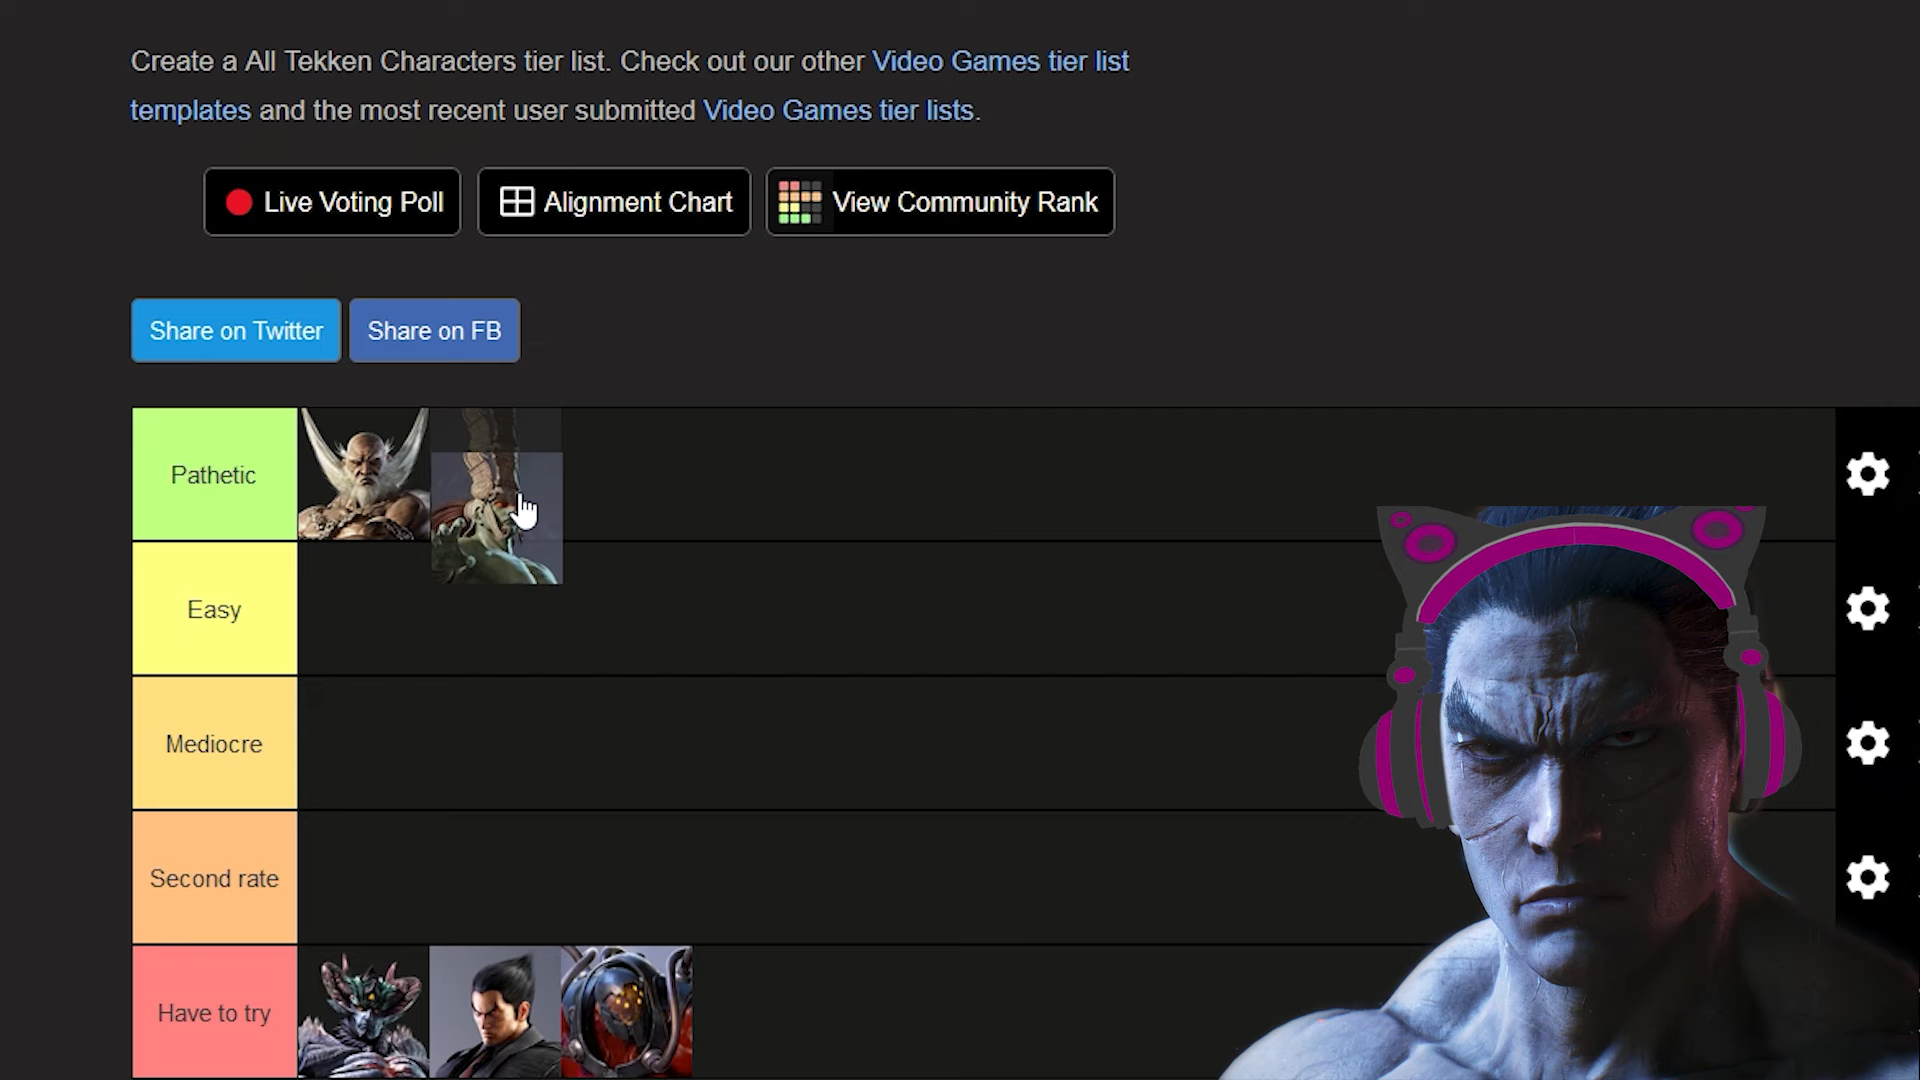 Create a All Tekken Characters tier list. Check out our other Video Games tier list
templates and the most recent user submitted Video Games tier lists.
Live Voting Poll
Alignment Chart
View Community Rank
Share on Twitter
Share on FB
Pathetic
Easy
Mediocre
Second rate
Have to try